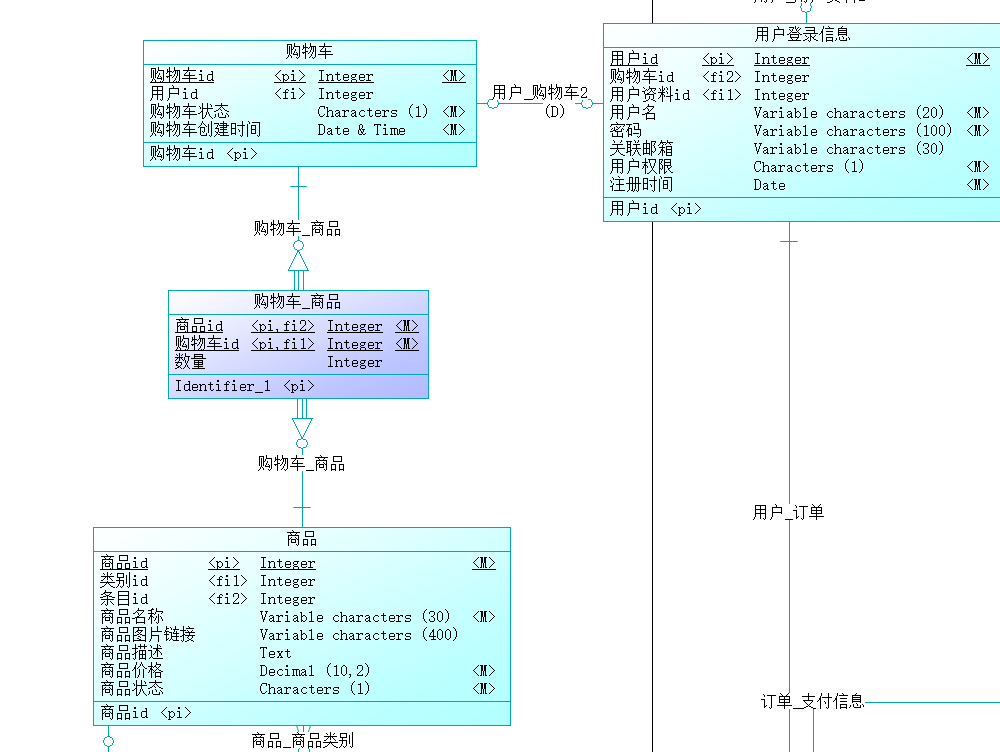 购物车
购物车id <pi> Integer <M>
用户id <fi> Integer
购物车状态 Characters (1) <M>
购物车创建时间 Date & Time <M>
购物车id <pi>
用户_购物车2
(D)
用户登录信息
用户id <pi> Integer <M>
购物车id <fi2> Integer
用户资料id <fi1> Integer
用户名 Variable characters (20) <M>
密码 Variable characters (100) <M>
关联邮箱 Variable characters (30)
用户权限 Characters (1) <M>
注册时间 Date <M>
用户id <pi>
购物车_商品
购物车_商品
商品id <pi,fi2> Integer <M>
购物车id <pi,fi1> Integer <M>
数量 Integer
Identifier_1 <pi>
购物车_商品
用户_订单
商品
商品id <pi> Integer <M>
类别id <fi1> Integer
条目id <fi2> Integer
商品名称 Variable characters (30) <M>
商品图片链接 Variable characters (400)
商品描述 Text
商品价格 Decimal (10,2) <M>
商品状态 Characters (1) <M>
商品id <pi>
订单_支付信息
商品_商品类别